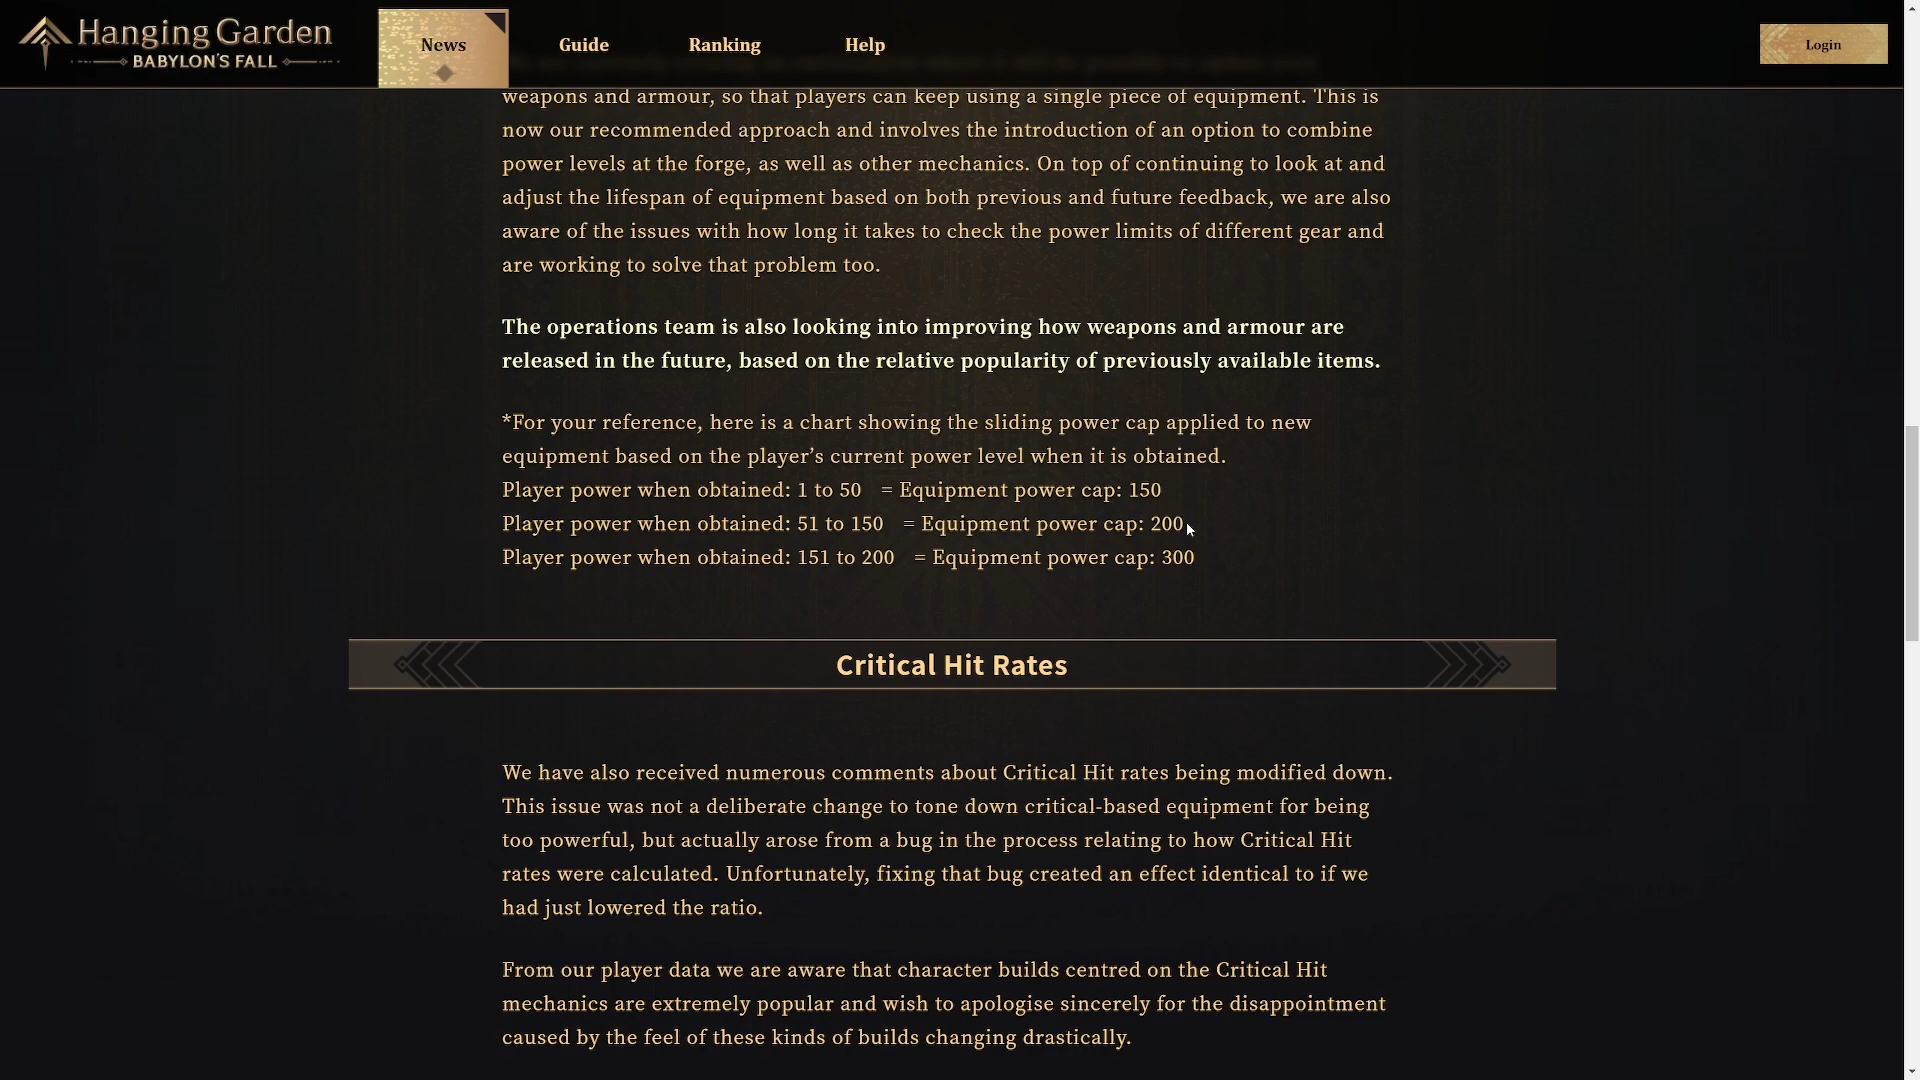 Hanging Garden
BABYLON'S FALL
News
Guide
Ranking
Help
Login
weapons and armour, so that players can keep using a single piece of equipment. This is
now our recommended approach and involves the introduction of an option to combine
power levels at the forge, as well as other mechanics. On top of continuing to look at and
adjust the lifespan of equipment based on both previous and future feedback, we are also
aware of the issues with how long it takes to check the power limits of different gear and
are working to solve that problem too.
The operations team is also looking into improving how weapons and armour are
released in the future, based on the relative popularity of previously available items.
*For your reference, here is a chart showing the sliding power cap applied to new
equipment based on the player’s current power level when it is obtained.
Player power when obtained: 1 to 50 = Equipment power cap: 150
Player power when obtained: 51 to 150 = Equipment power cap: 200
Player power when obtained: 151 to 200 = Equipment power cap: 300
Critical Hit Rates
We have also received numerous comments about Critical Hit rates being modified down.
This issue was not a deliberate change to tone down critical-based equipment for being
too powerful, but actually arose from a bug in the process relating to how Critical Hit
rates were calculated. Unfortunately, fixing that bug created an effect identical to if we
had just lowered the ratio.
From our player data we are aware that character builds centred on the Critical Hit
mechanics are extremely popular and wish to apologise sincerely for the disappointment
caused by the feel of these kinds of builds changing drastically.